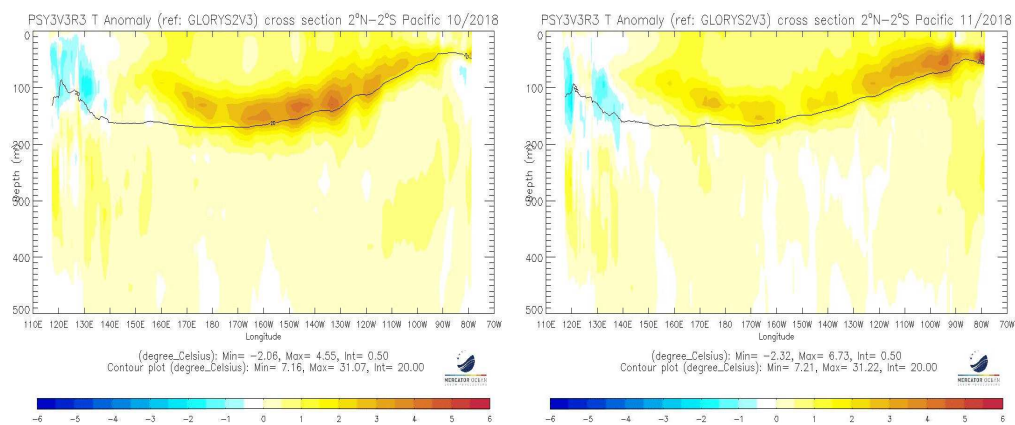 PSY3V3R3 T Anomaly (ref: GLORYS2V3) cross section 2°N-2°S Pacific 10/2018
0
100
200
300
400
500
Depth (m)
20
110E 120E 130E 140E 150E 160E 170E 180 170W 160W 150W 140W 130W 120W 110W 100W 90W 80W 70W
Longitude
(degree_Celsius): Min= -2.06, Max= 4.55, Int= 0.50
Contour plot (degree_Celsius): Min= 7.16, Max= 31.07, Int= 20.00
MERCATOR OCEAN
-6 -5 -4 -3 -2 -1 0 1 2 3 4 5 6
PSY3V3R3 T Anomaly (ref: GLORYS2V3) cross section 2°N-2°S Pacific 11/2018
0
100
200
300
400
500
Depth (m)
20
110E 120E 130E 140E 150E 160E 170E 180 170W 160W 150W 140W 130W 120W 110W 100W 90W 80W 70W
Longitude
(degree_Celsius): Min= -2.32, Max= 6.73, Int= 0.50
Contour plot (degree_Celsius): Min= 7.21, Max= 31.22, Int= 20.00
MERCATOR OCEAN
-6 -5 -4 -3 -2 -1 0 1 2 3 4 5 6